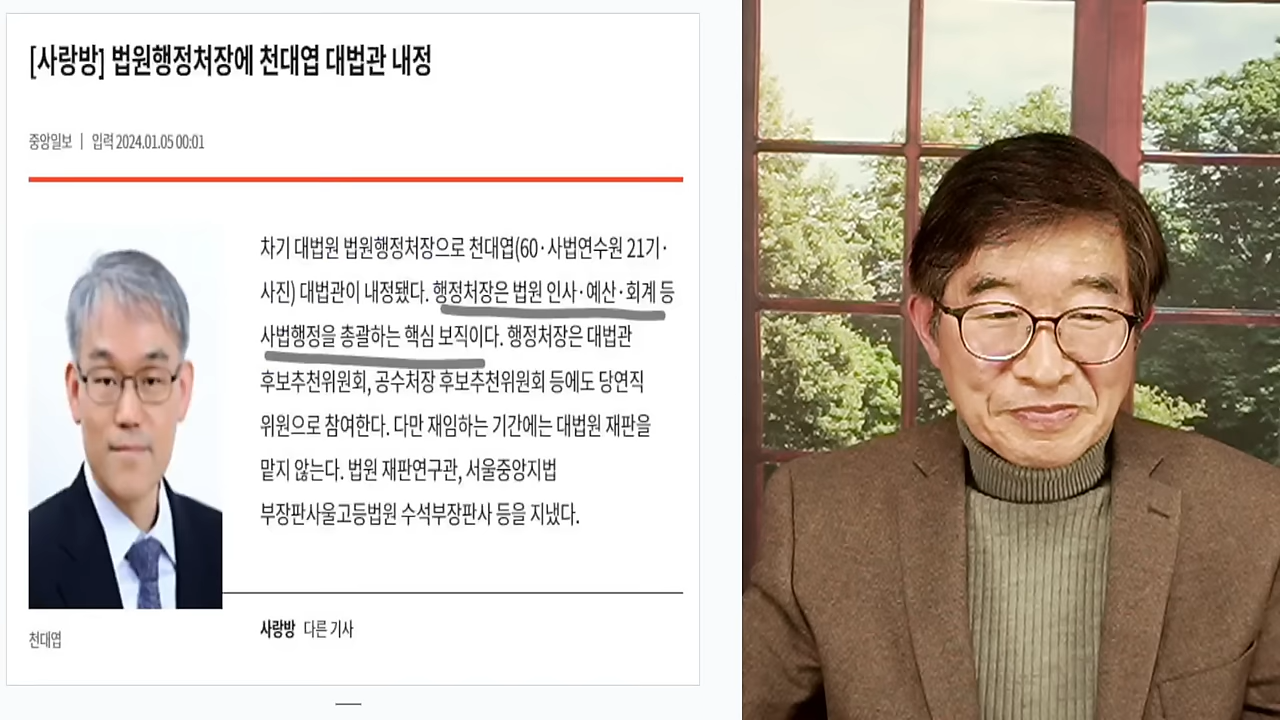 [사랑방] 법원행정처장에 천대엽 대법관 내정
중앙일보 | 입력 2024.01.05 00:01
차기 대법원 법원행정처장으로 천대엽(60·사법연수원 21기·
사진) 대법관이 내정됐다. 행정처장은 법원 인사·예산·회계 등
사법행정을 총괄하는 핵심 보직이다. 행정처장은 대법관
후보추천위원회, 공수처장 후보추천위원회 등에도 당연직
위원으로 참여한다. 다만 재임하는 기간에는 대법원 재판을
맡지 않는다. 법원 재판연구관, 서울중앙지법
부장판사울고등법원 수석부장판사 등을 지냈다.
천대엽
사랑방 다른 기사